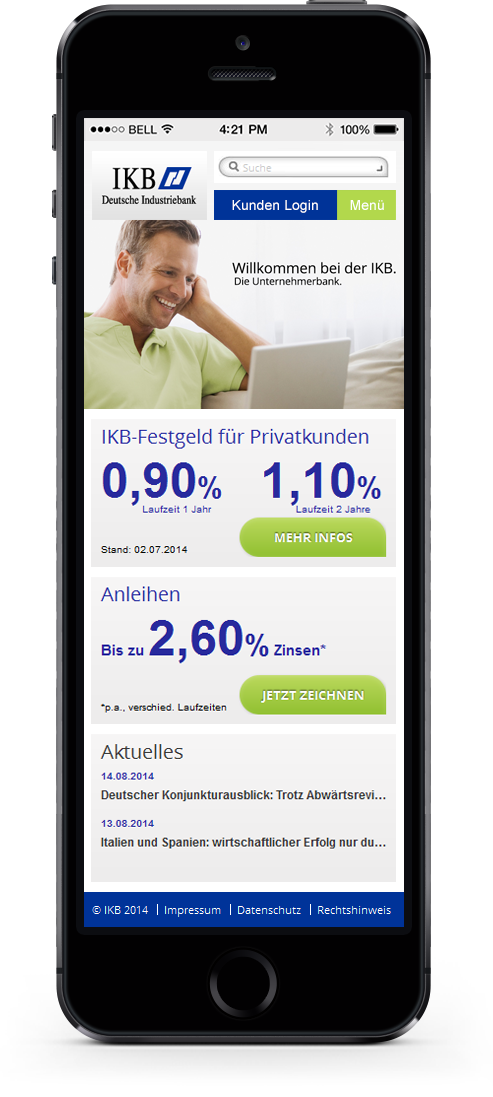 BELL 4:21 PM 100%
IKB
Deutsche Industriebank
Suche
Kunden Login Menü
Willkommen bei der IKB.
Die Unternehmerbank.
IKB-Festgeld für Privatkunden
0,90% 1,10%
Laufzeit 1 Jahr Laufzeit 2 Jahre
MEHR INFOS
Stand: 02.07.2014
Anleihen
Bis zu 2,60% Zinsen*
JETZT ZEICHNEN
*p.a., verschied. Laufzeiten
Aktuelles
14.08.2014
Deutscher Konjunkturausblick: Trotz Abwärtsrevi...
13.08.2014
Italien und Spanien: wirtschaftlicher Erfolg nur du...
© IKB 2014 | Impressum | Datenschutz | Rechtshinweis